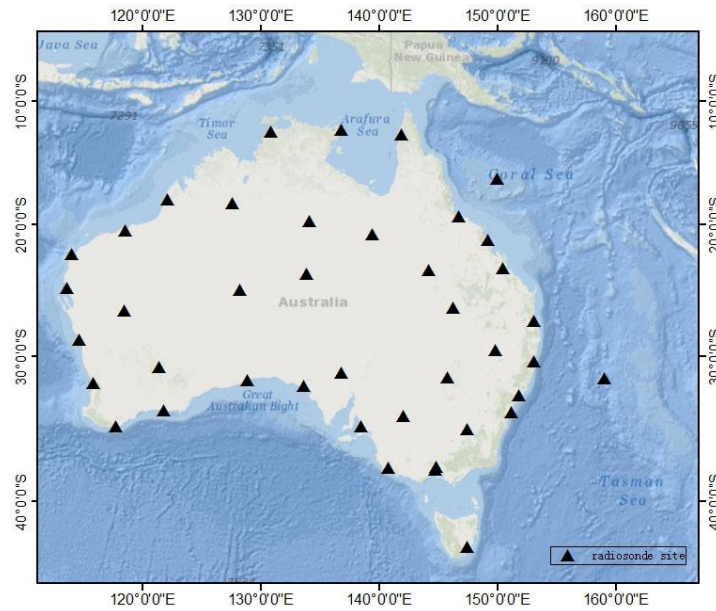 120°0'0"E 130°0'0"E 140°0'0"E 150°0'0"E 160°0'0"E
Java Sea
7351
Papua
New Guinea
9100
10°0'0"S
10°0'0"S
7291
Timor
Sea
Arafura
Sea
9055
Coral Sea
20°0'0"S
20°0'0"S
Australia
30°0'0"S
30°0'0"S
Great
Australian Bight
Tasman
Sea
40°0'0"S
40°0'0"S
radiosonde site
120°0'0"E 130°0'0"E 140°0'0"E 150°0'0"E 160°0'0"E